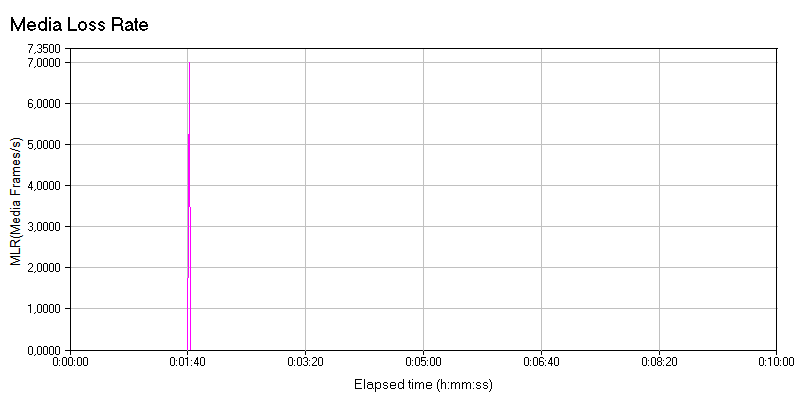 Media Loss Rate
7,3500
7,0000
6,0000
5,0000
4,0000
3,0000
2,0000
1,0000
0,0000
MLR(Media Frames/s)
0:00:00 0:01:40 0:03:20 0:05:00 0:06:40 0:08:20 0:10:00
Elapsed time (h:mm:ss)